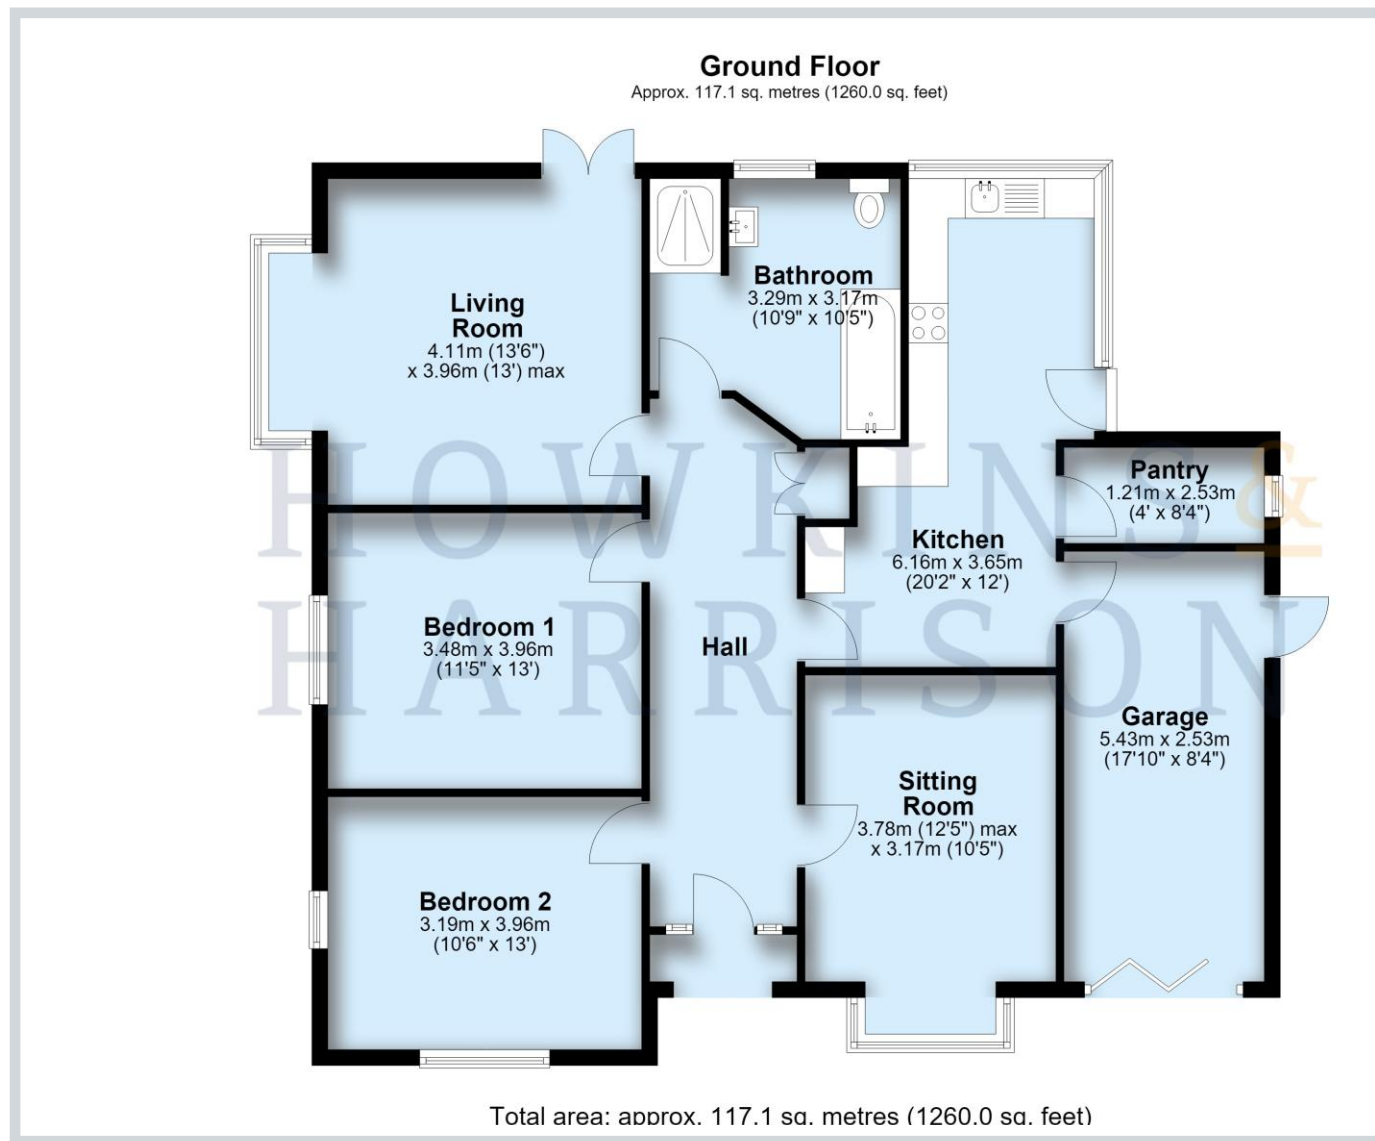 Ground Floor
Approx. 117.1 sq. metres (1260.0 sq. feet)
Living
Room
4.11m (13'6")
x 3.96m (13') max
Bathroom
3.29m x 3.17m
(10'9" x 10'5")
Pantry
1.21m x 2.53m
(4' x 8'4")
Kitchen
6.16m x 3.65m
(20'2" x 12')
Bedroom 1
3.48m x 3.96m
(11'5" x 13')
Hall
Garage
5.43m x 2.53m
(17'10" x 8'4")
Sitting
Room
3.78m (12'5") max
x 3.17m (10'5")
Bedroom 2
3.19m x 3.96m
(10'6" x 13')
HOWKINS &
HARRISON
Total area: approx. 117.1 sq. metres (1260.0 sq. feet)